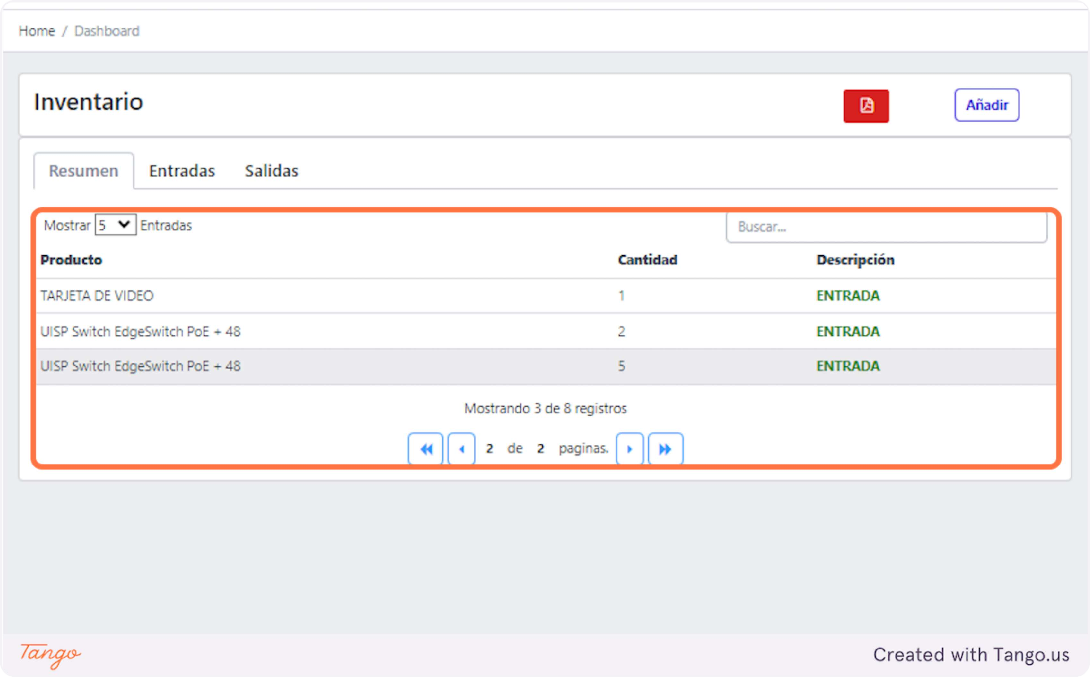 Home / Dashboard
Inventario
Añadir
Resumen Entradas Salidas
Mostrar 5 Entradas
Buscar...
Producto Cantidad Descripción
TARJETA DE VIDEO 1 ENTRADA
UISP Switch EdgeSwitch PoE + 48 2 ENTRADA
UISP Switch EdgeSwitch PoE + 48 5 ENTRADA
Mostrando 3 de 8 registros
2 de 2 paginas.
Tango
Created with Tango.us